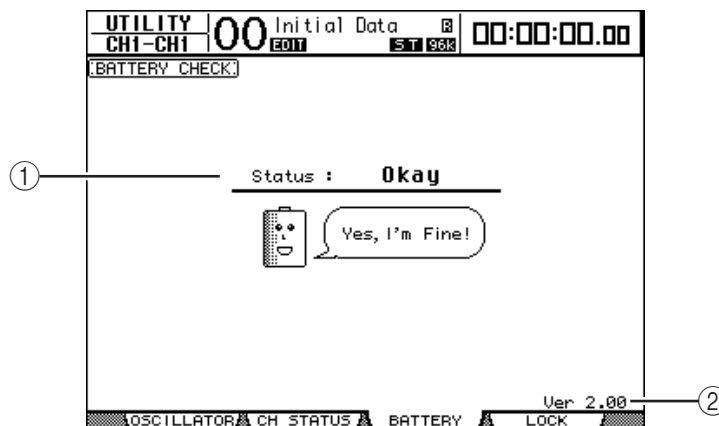 UTILITY
CH1-CH1
00 Initial Data R
EDIT ST 96k
00:00:00.00
BATTERY CHECK
① Status : Okay
Yes, I'm Fine!
Ver 2.00 ②
OSCILLATOR CH STATUS BATTERY LOCK